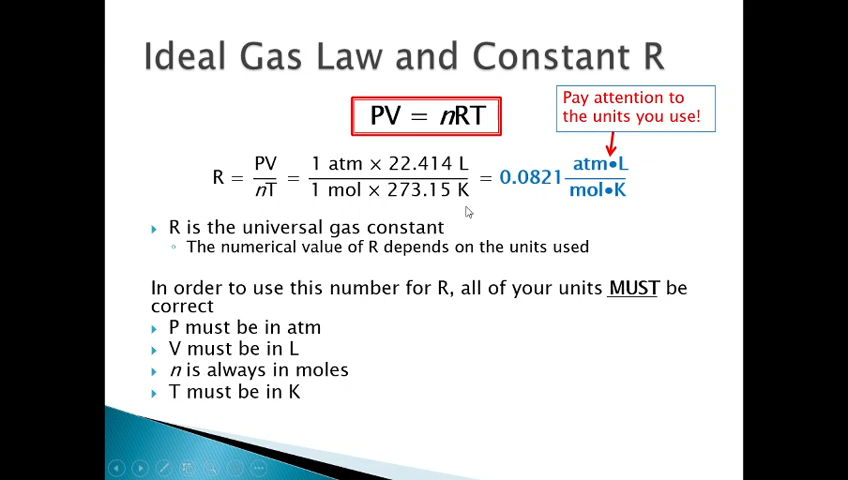 Ideal Gas Law and Constant R
PV = nRT
Pay attention to
the units you use!
R = PV/nT = 1 atm × 22.414 L/1 mol × 273.15 K = 0.0821 atm•L/mol•K
R is the universal gas constant
The numerical value of R depends on the units used
In order to use this number for R, all of your units MUST be
correct
P must be in atm
V must be in L
n is always in moles
T must be in K